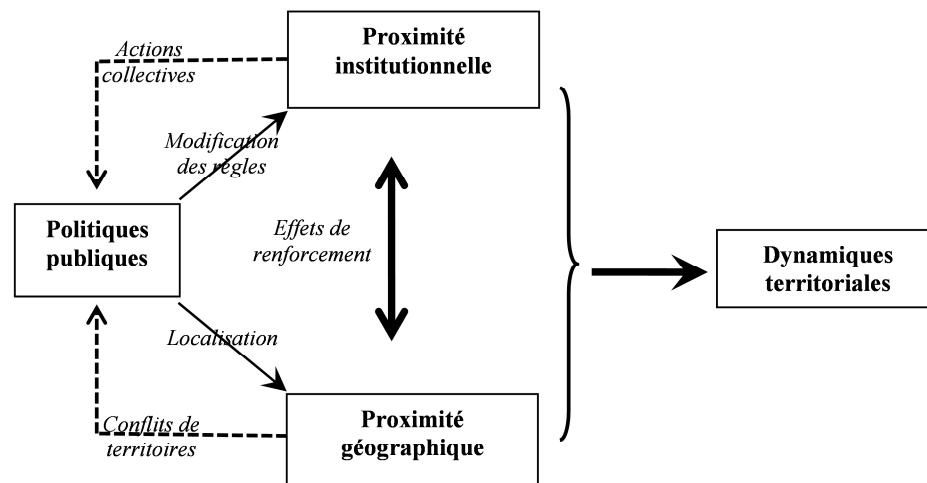 Proximité
institutionnelle
Actions
collectives
Modification
des règles
Politiques
publiques
Effets de
renforcement
Dynamiques
territoriales
Localisation
Proximité
géographique
Conflits de
territoires